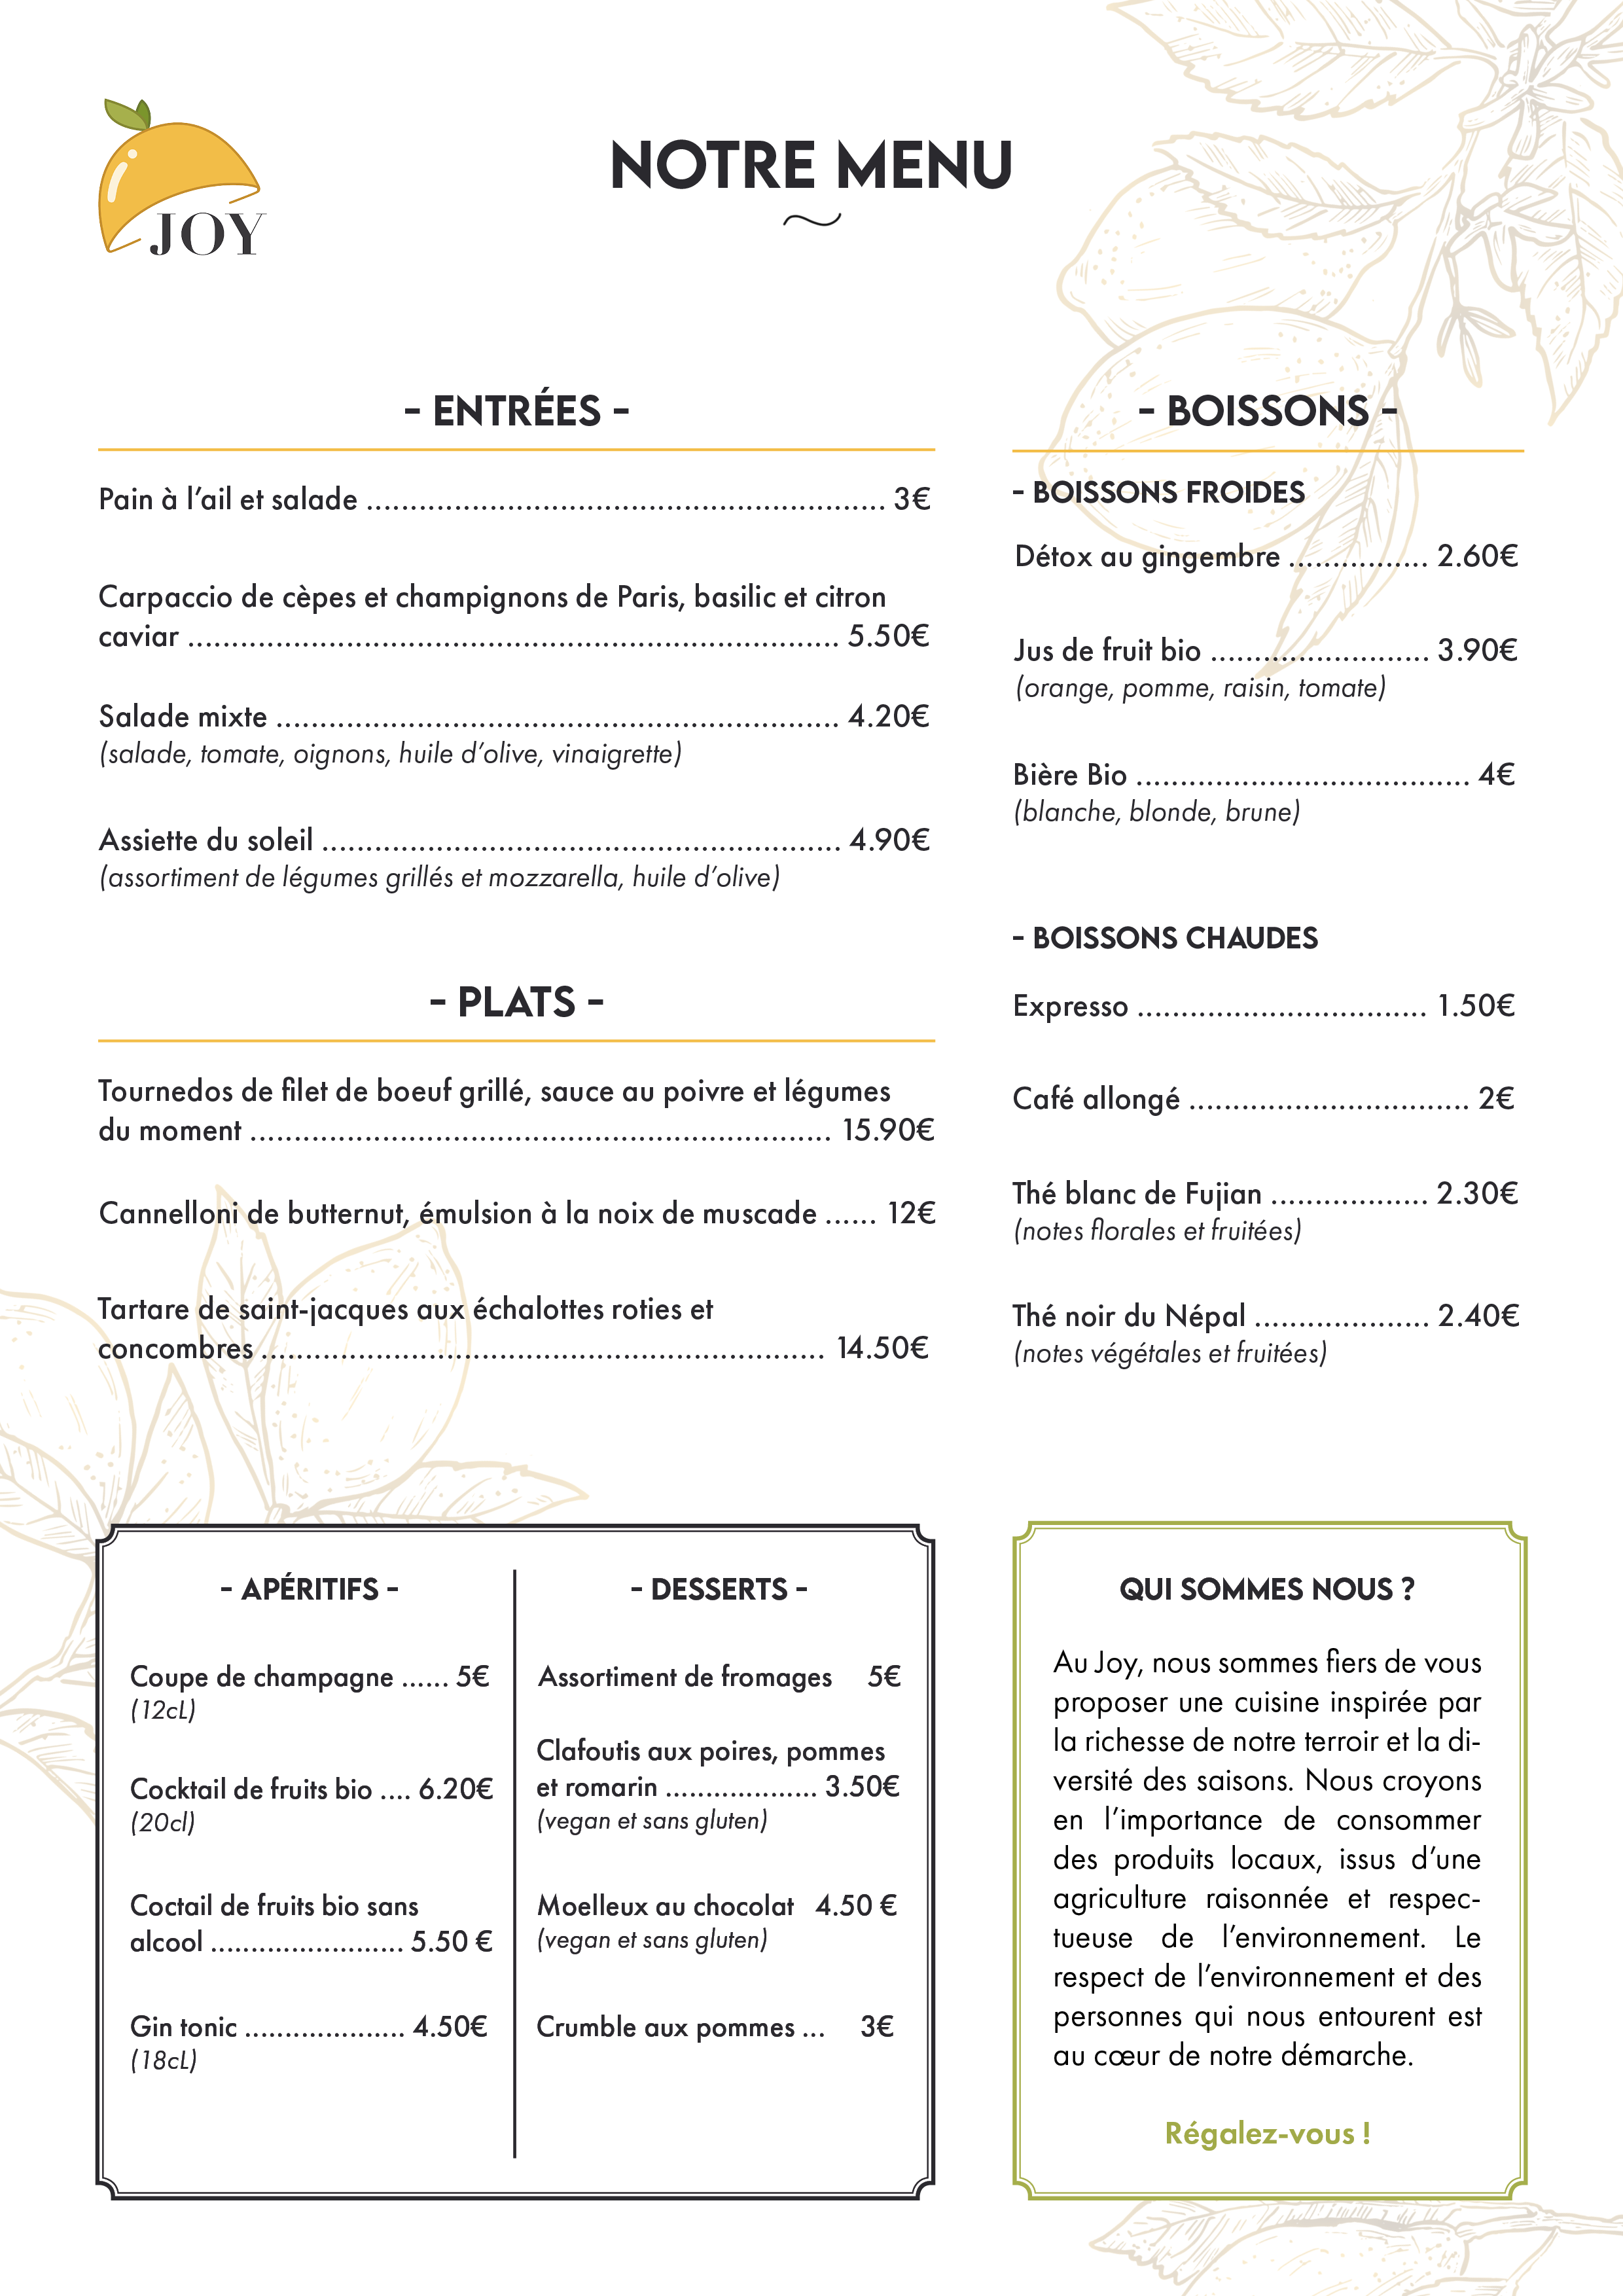 JOY
NOTRE MENU
- ENTRÉES -
Pain à l'ail et salade ........................................................... 3€
Carpaccio de cèpes et champignons de Paris, basilic et citron
caviar .......................................................................... 5.50€
Salade mixte ................................................................ 4.20€
(salade, tomate, oignons, huile d'olive, vinaigrette)
Assiette du soleil ........................................................... 4.90€
(assortiment de légumes grillés et mozzarella, huile d'olive)
- PLATS -
Tournedos de filet de boeuf grillé, sauce au poivre et légumes
du moment .................................................................. 15.90€
Cannelloni de butternut, émulsion à la noix de muscade ...... 12€
Tartare de saint-jacques aux échalottes roties et
concombres ................................................................ 14.50€
- BOISSONS -
- BOISSONS FROIDES
Détox au gingembre ................ 2.60€
Jus de fruit bio ......................... 3.90€
(orange, pomme, raisin, tomate)
Bière Bio ...................................... 4€
(blanche, blonde, brune)
- BOISSONS CHAUDES
Expresso ................................. 1.50€
Café allongé ................................ 2€
Thé blanc de Fujian .................. 2.30€
(notes florales et fruitées)
Thé noir du Népal .................... 2.40€
(notes végétales et fruitées)
- APÉRITIFS -
Coupe de champagne ...... 5€
(12cL)
Cocktail de fruits bio .... 6.20€
(20cl)
Coctail de fruits bio sans
alcool ........................ 5.50 €
Gin tonic .................... 4.50€
(18cL)
- DESSERTS -
Assortiment de fromages 5€
Clafoutis aux poires, pommes
et romarin ................... 3.50€
(vegan et sans gluten)
Moelleux au chocolat 4.50 €
(vegan et sans gluten)
Crumble aux pommes ... 3€
QUI SOMMES NOUS ?
Au Joy, nous sommes fiers de vous
proposer une cuisine inspirée par
la richesse de notre terroir et la di-
versité des saisons. Nous croyons
en l'importance de consommer
des produits locaux, issus d'une
agriculture raisonnée et respec-
tueuse de l'environnement. Le
respect de l'environnement et des
personnes qui nous entourent est
au cœur de notre démarche.
Régalez-vous !